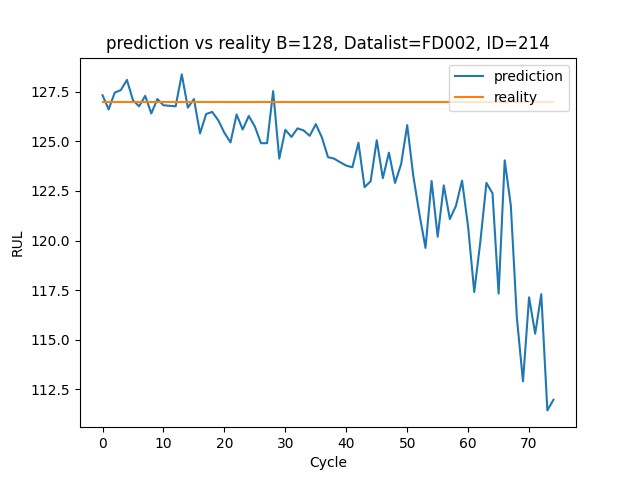 prediction vs reality B=128, Datalist=FD002, ID=214
prediction
reality
127.5
125.0
122.5
120.0
117.5
115.0
112.5
RUL
0 10 20 30 40 50 60 70
Cycle